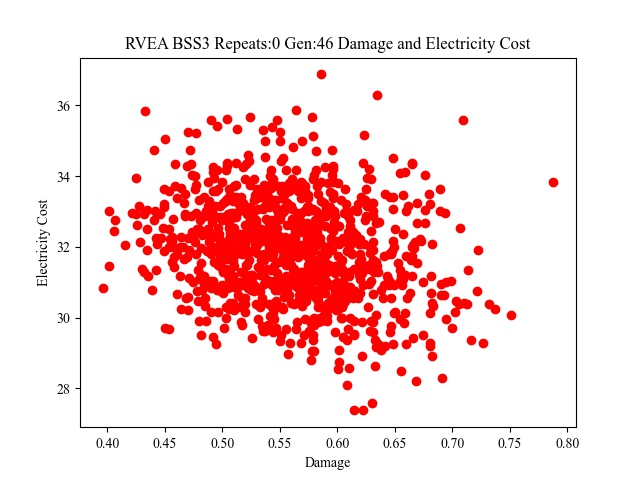 RVEA BSS3 Repeats:0 Gen:46 Damage and Electricity Cost
36
34
32
30
28
Electricity Cost
0.40 0.45 0.50 0.55 0.60 0.65 0.70 0.75 0.80
Damage